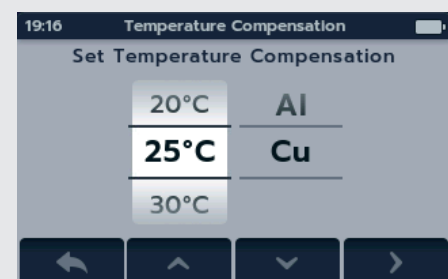 19:16 Temperature Compensation
Set Temperature Compensation
20°C Al
25°C Cu
30°C